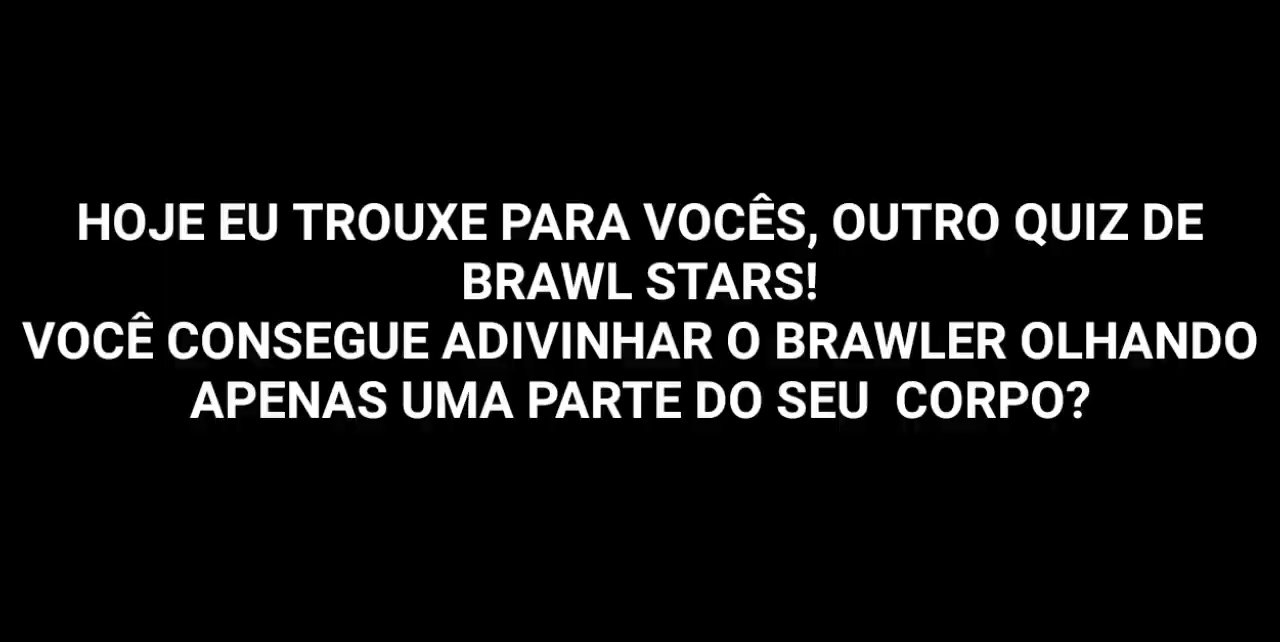 HOJE EU TROUXE PARA VOCÊS, OUTRO QUIZ DE
BRAWL STARS!
VOCÊ CONSEGUE ADIVINHAR O BRAWLER OLHANDO
APENAS UMA PARTE DO SEU  CORPO?